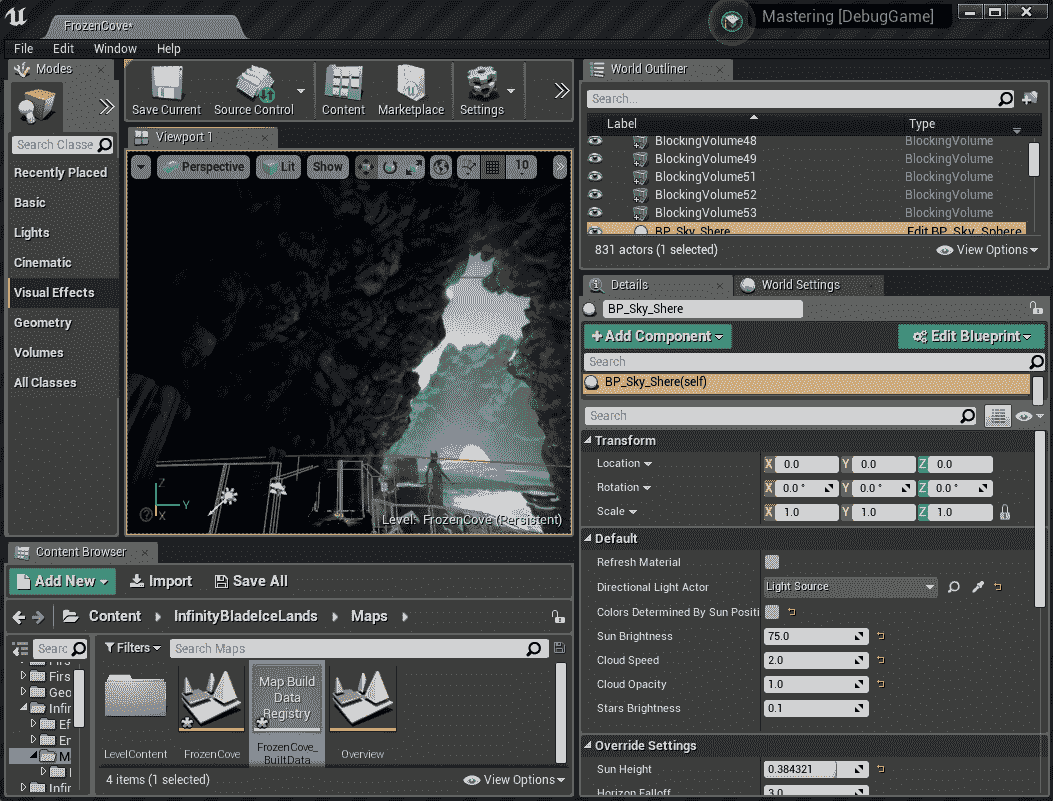 FrozenCove*
Mastering [DebugGame]
File Edit Window Help
Modes
Search Classe
Recently Placed
Basic
Lights
Cinematic
Visual Effects
Geometry
Volumes
All Classes
Save Current Source Control Content Marketplace Settings
Viewport 1
Perspective Lit Show 10
Z
Y
X
Level: FrozenCove (Persistent)
World Outliner
Search...
Label Type
BlockingVolume48 BlockingVolume
BlockingVolume49 BlockingVolume
BlockingVolume51 BlockingVolume
BlockingVolume52 BlockingVolume
BlockingVolume53 BlockingVolume
BP_Sky_Shere Edit BP_Sky_Sphere
831 actors (1 selected) View Options
Details World Settings
BP_Sky_Shere
+Add Component Edit Blueprint
Search
BP_Sky_Shere(self)
Search
Transform
Location X 0.0 Y 0.0 Z 0.0
Rotation X 0.0 ° Y 0.0 ° Z 0.0 °
Scale X 1.0 Y 1.0 Z 1.0
Default
Refresh Material
Directional Light Actor Light Source
Colors Determined By Sun Positi
Sun Brightness 75.0
Cloud Speed 2.0
Cloud Opacity 1.0
Stars Brightness 0.1
Override Settings
Sun Height 0.384321
Horizon Falloff 3.0
Content Browser
Add New Import Save All
Content InfinityBladeIceLands Maps
Searc Filters Search Maps
Firs
Firs
Geo
Infir
Ef
Er
M
Infir
LevelContent
FrozenCove
Map Build
Data
Registry
FrozenCove_
BuiltData
Overview
4 items (1 selected) View Options